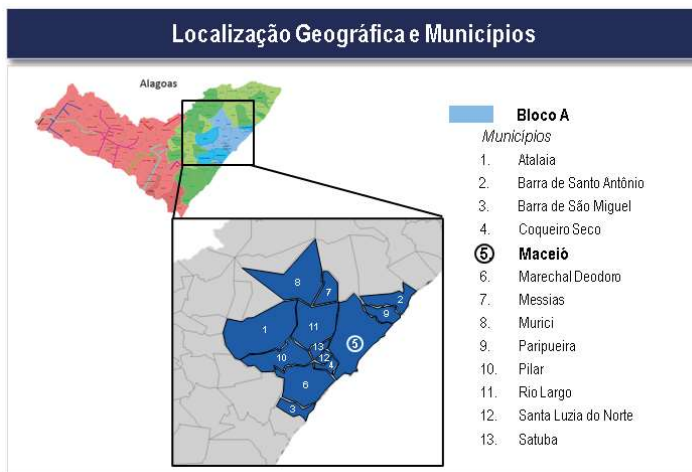 Localização Geográfica e Municípios
Alagoas
Bloco A
Municípios
1. Atalaia
2. Barra de Santo Antônio
3. Barra de São Miguel
4. Coqueiro Seco
5 Maceió
6. Marechal Deodoro
7. Messias
8. Murici
9. Paripueira
10. Pilar
11. Rio Largo
12. Santa Luzia do Norte
13. Satuba
8
7
2
9
1
11
5
13
12
10
4
6
3